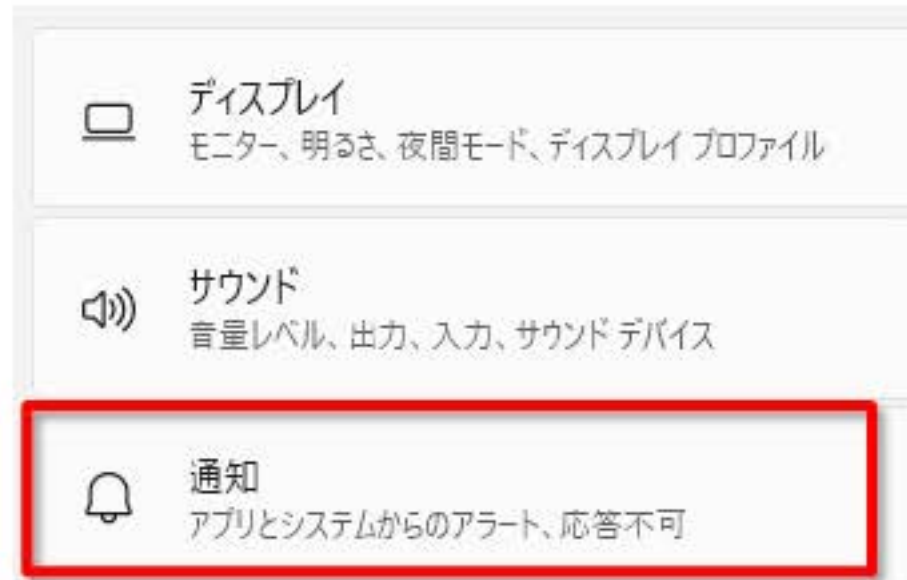 ディスプレイ
モニター、明るさ、夜間モード、ディスプレイ プロファイル
サウンド
音量レベル、出力、入力、サウンド デバイス
通知
アプリとシステムからのアラート、応答不可